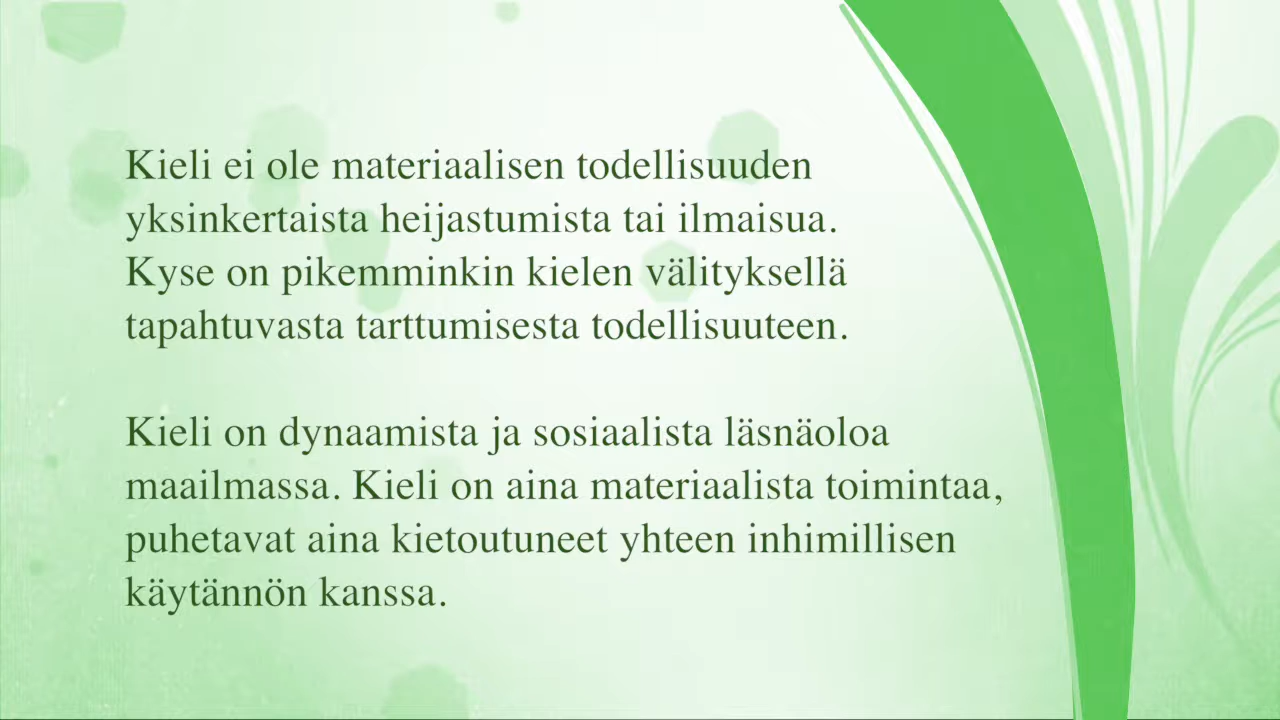 Kieli ei ole materiaalisen todellisuuden
yksinkertaista heijastumista tai ilmaisua.
Kyse on pikemminkin kielen välityksellä
tapahtuvasta tarttumisesta todellisuuteen.
Kieli on dynaamista ja sosiaalista läsnäoloa
maailmassa. Kieli on aina materiaalista toimintaa,
puhetavat aina kietoutuneet yhteen inhimillisen
käytännön kanssa.